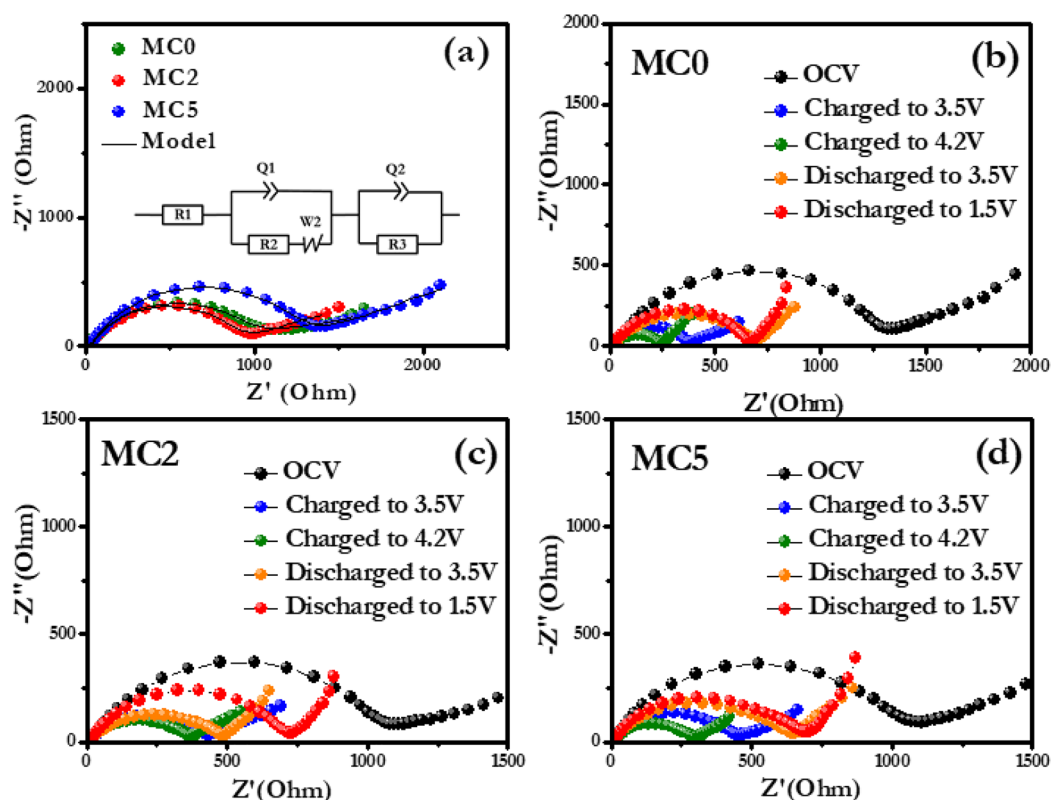 (a)
MC0
MC2
MC5
Model
Q1
Q2
R1
R2
W2
R3
2000
1000
0
-Z'' (Ohm)
0
1000
2000
Z' (Ohm)
(b)
MC0
OCV
Charged to 3.5V
Charged to 4.2V
Discharged to 3.5V
Discharged to 1.5V
2000
1500
1000
500
0
-Z''(Ohm)
0
500
1000
1500
2000
Z'(Ohm)
(c)
MC2
OCV
Charged to 3.5V
Charged to 4.2V
Discharged to 3.5V
Discharged to 1.5V
1500
1000
500
0
-Z''(Ohm)
0
500
1000
1500
Z'(Ohm)
(d)
MC5
OCV
Charged to 3.5V
Charged to 4.2V
Discharged to 3.5V
Discharged to 1.5V
1500
1000
500
0
-Z''(Ohm)
0
500
1000
1500
Z'(Ohm)